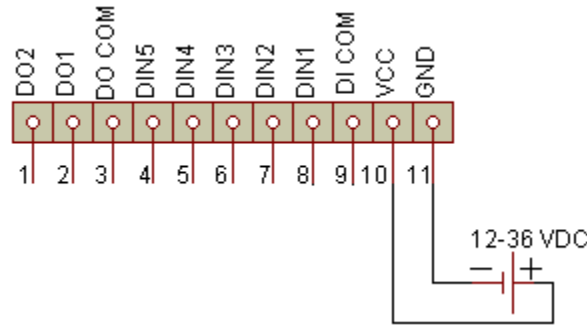 DO2 DO1 DO COM DIN5 DIN4 DIN3 DIN2 DIN1 DI COM VCC GND
1 2 3 4 5 6 7 8 9 10 11
12-36 VDC
− +